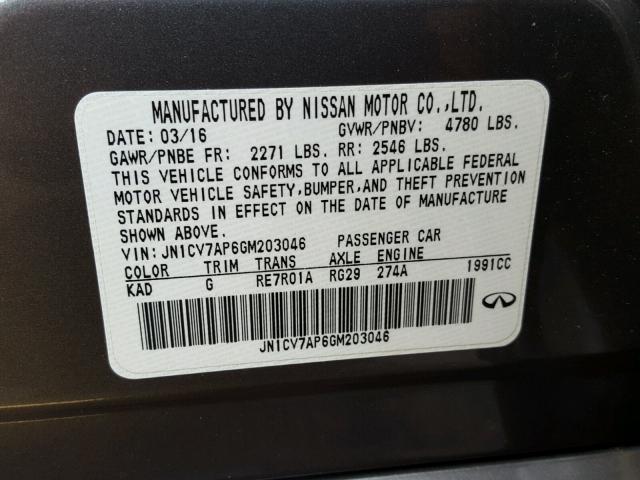 MANUFACTURED BY NISSAN MOTOR CO.,LTD.
DATE: 03/16 GVWR/PNBV: 4780 LBS.
GAWR/PNBE FR: 2271 LBS. RR: 2546 LBS.
THIS VEHICLE CONFORMS TO ALL APPLICABLE FEDERAL
MOTOR VEHICLE SAFETY,BUMPER,AND THEFT PREVENTION
STANDARDS IN EFFECT ON THE DATE OF MANUFACTURE
SHOWN ABOVE.
VIN: JN1CV7AP6GM203046 PASSENGER CAR
COLOR TRIM TRANS AXLE ENGINE
KAD G RE7R01A RG29 274A 1991CC
JN1CV7AP6GM203046